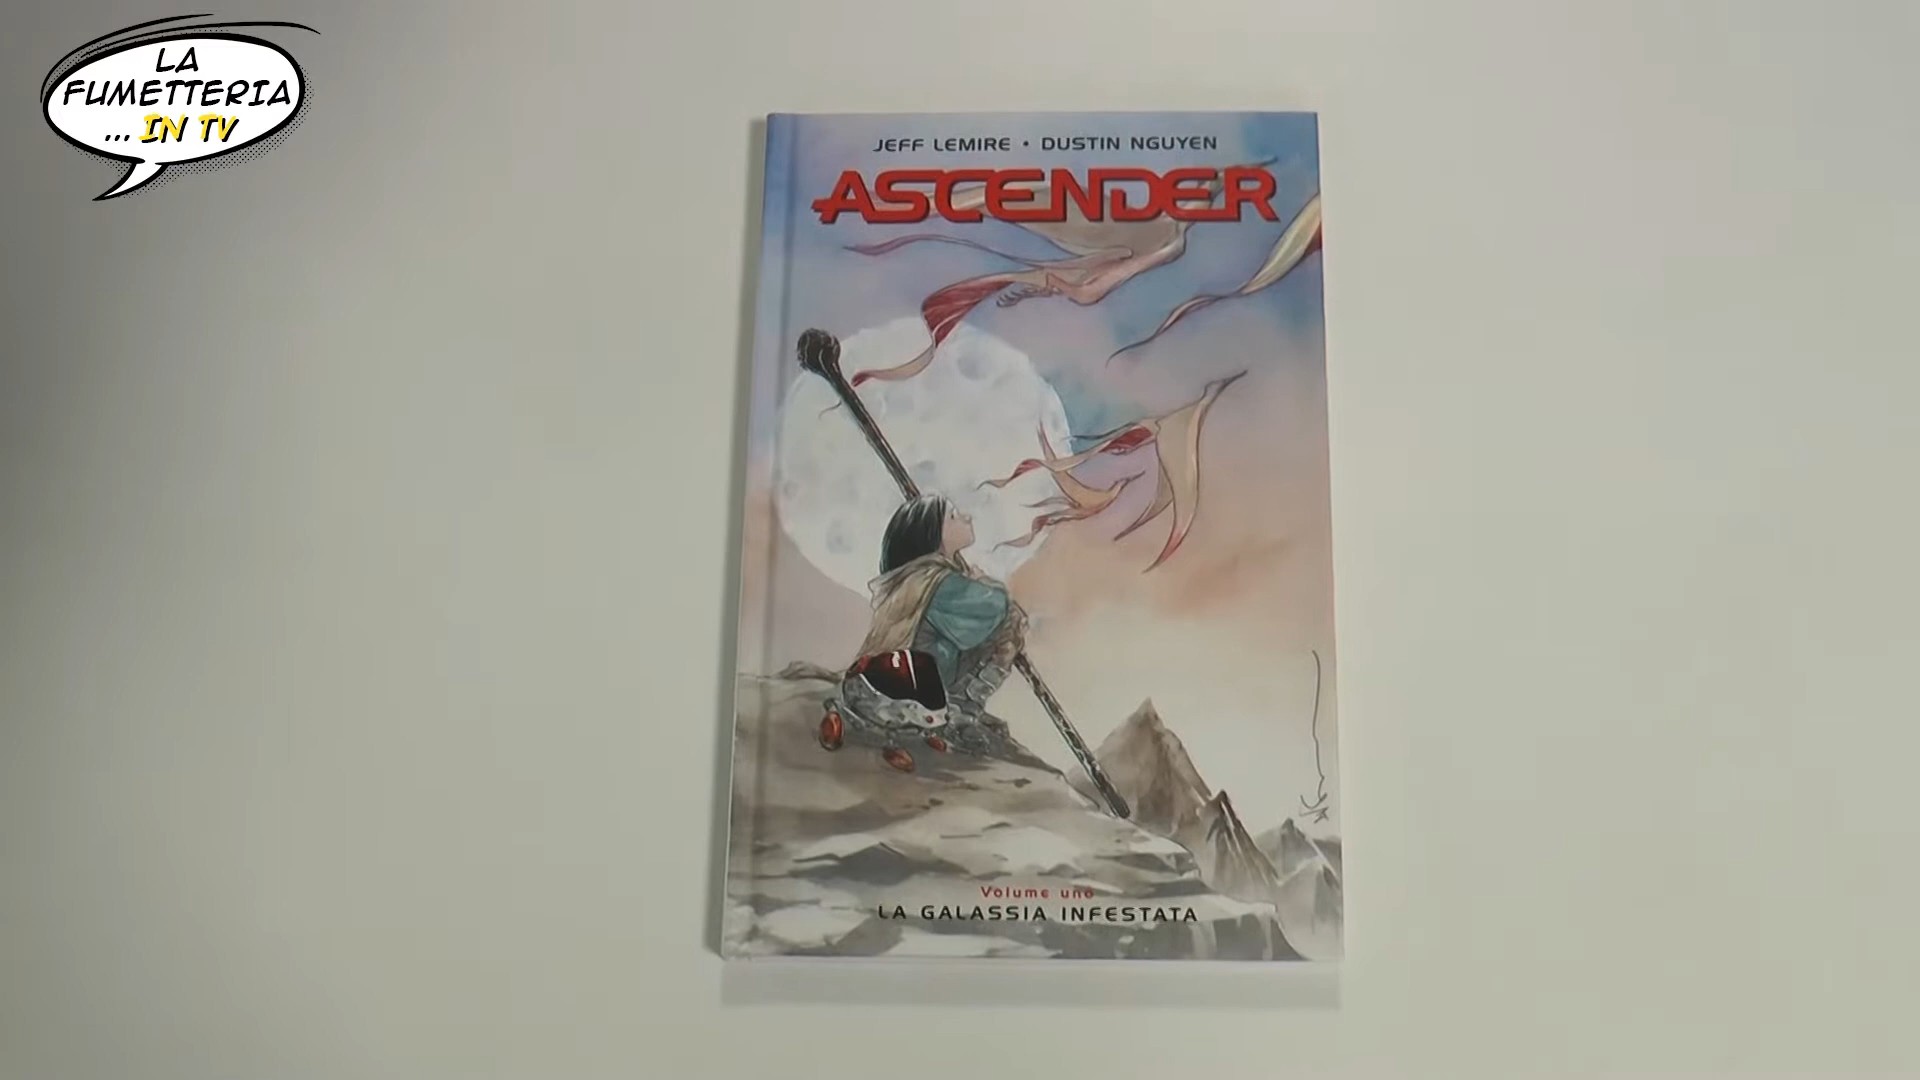 LA
FUMETTERIA
... IN TV
JEFF LEMIRE • DUSTIN NGUYEN
ASCENDER
Volume uno
LA GALASSIA INFESTATA